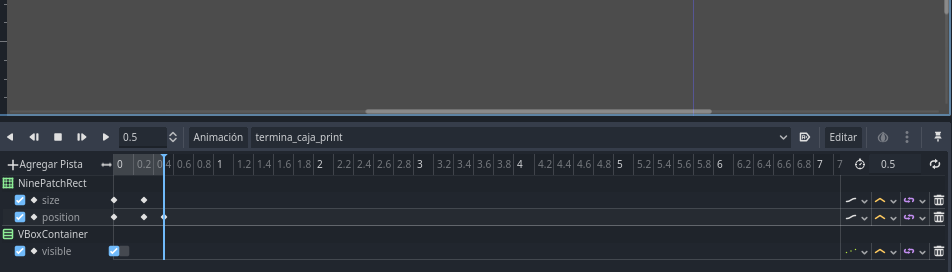 0.5 Animación termina_caja_print Editar
Agregar Pista 0 0.2 0.4 0.6 0.8 1 1.2 1.4 1.6 1.8 2 2.2 2.4 2.6 2.8 3 3.2 3.4 3.6 3.8 4 4.2 4.4 4.6 4.8 5 5.2 5.4 5.6 5.8 6 6.2 6.4 6.6 6.8 7 7 0.5
NinePatchRect
size
position
VBoxContainer
visible